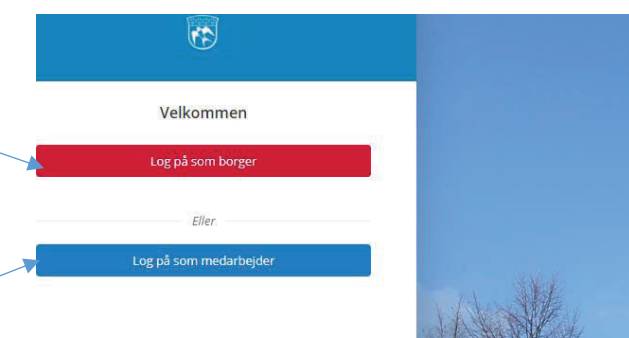 Velkommen
Log på som borger
Eller
Log på som medarbejder